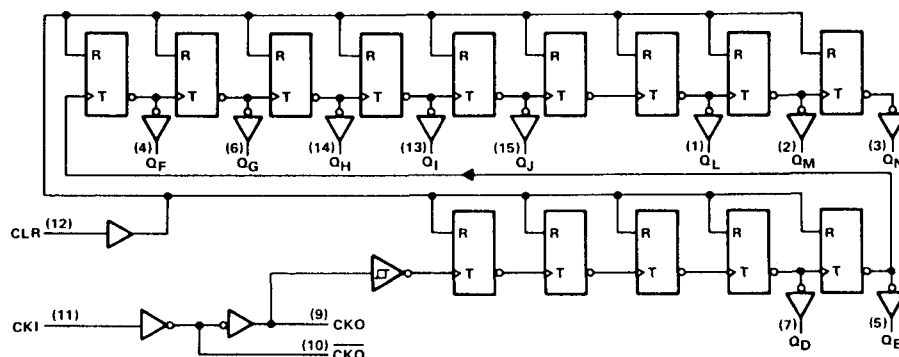 R R R R R R R R R
T T T T T T T T T
(4) (6) (14) (13) (15) (1) (2) (3)
QF QG QH QI QJ QL QM QN
CLR (12)
R R R R R
T T T T T
CKI (11) (9) CKO
(10) CKO
(7) (5)
QD QE